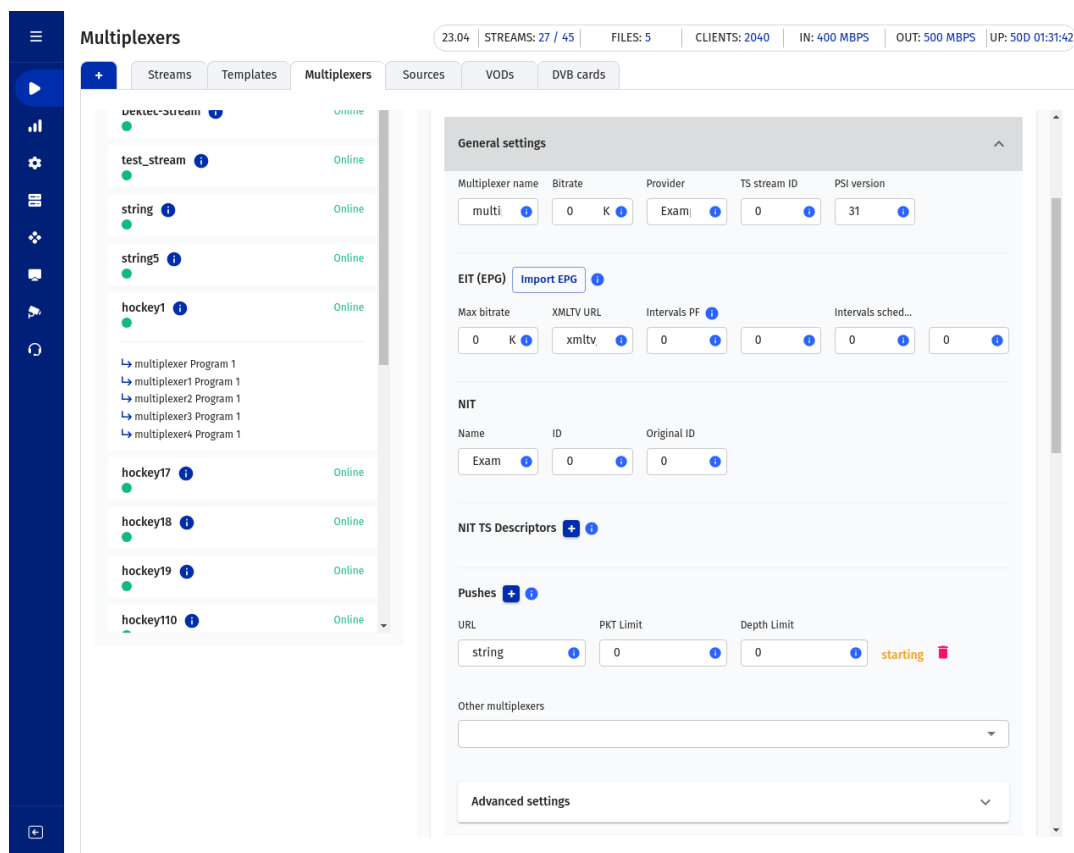 Multiplexers
23.04 STREAMS: 27 / 45 FILES: 5 CLIENTS: 2040 IN: 400 MBPS OUT: 500 MBPS UP: 50D 01:31:42
+ Streams Templates Multiplexers Sources VODs DVB cards
Dektec-Stream Online
test_stream Online
string Online
string5 Online
hockey1 Online
multiplexer Program 1
multiplexer1 Program 1
multiplexer2 Program 1
multiplexer3 Program 1
multiplexer4 Program 1
hockey17 Online
hockey18 Online
hockey19 Online
hockey110 Online
General settings
Multiplexer name Bitrate Provider TS stream ID PSI version
multi 0 K Exam 0 31
EIT (EPG) Import EPG
Max bitrate XMLTV URL Intervals PF Intervals sched...
0 K xmltv 0 0 0 0
NIT
Name ID Original ID
Exam 0 0
NIT TS Descriptors +
Pushes +
URL PKT Limit Depth Limit
string 0 0 starting
Other multiplexers
Advanced settings